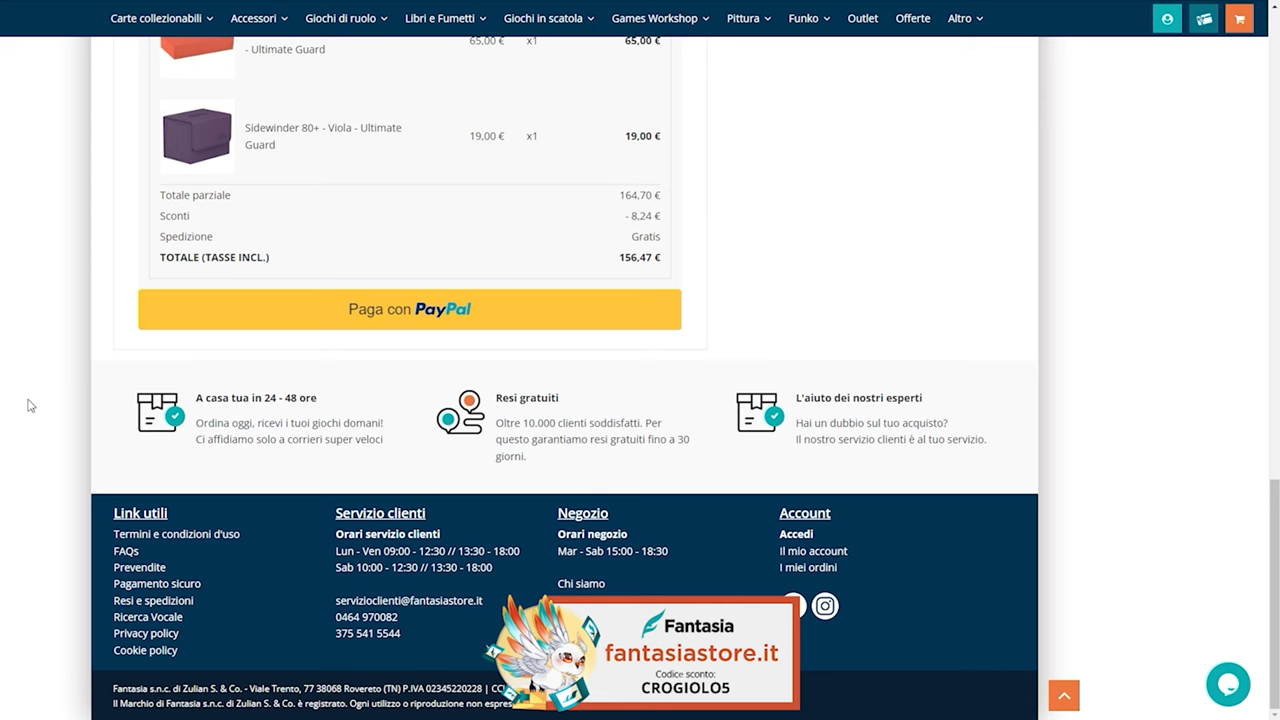 Carte collezionabili Accessori Giochi di ruolo Libri e Fumetti Giochi in scatola Games Workshop Pittura Funko Outlet Offerte Altro
- Ultimate Guard
65,00 € x1 65,00 €
Sidewinder 80+ - Viola - Ultimate
Guard
19,00 € x1 19,00 €
Totale parziale 164,70 €
Sconti - 8,24 €
Spedizione Gratis
TOTALE (TASSE INCL.) 156,47 €
Paga con PayPal
A casa tua in 24 - 48 ore
Ordina oggi, ricevi i tuoi giochi domani!
Ci affidiamo solo a corrieri super veloci
Resi gratuiti
Oltre 10.000 clienti soddisfatti. Per
questo garantiamo resi gratuiti fino a 30
giorni.
L'aiuto dei nostri esperti
Hai un dubbio sul tuo acquisto?
Il nostro servizio clienti è al tuo servizio.
Link utili
Termini e condizioni d'uso
FAQs
Prevendite
Pagamento sicuro
Resi e spedizioni
Ricerca Vocale
Privacy policy
Cookie policy
Servizio clienti
Orari servizio clienti
Lun - Ven 09:00 - 12:30 // 13:30 - 18:00
Sab 10:00 - 12:30 // 13:30 - 18:00
servizioclienti@fantasiastore.it
0464 970082
375 541 5544
Negozio
Orari negozio
Mar - Sab 15:00 - 18:30
Chi siamo
Account
Accedi
Il mio account
I miei ordini
Fantasia
fantasiastore.it
Codice sconto:
CROGIOLO5
Fantasia s.n.c. di Zulian S. & Co. - Viale Trento, 77 38068 Rovereto (TN) P.IVA 02345220228 |
Il Marchio di Fantasia s.n.c. di Zulian S. & Co. è registrato. Ogni utilizzo o riproduzione non